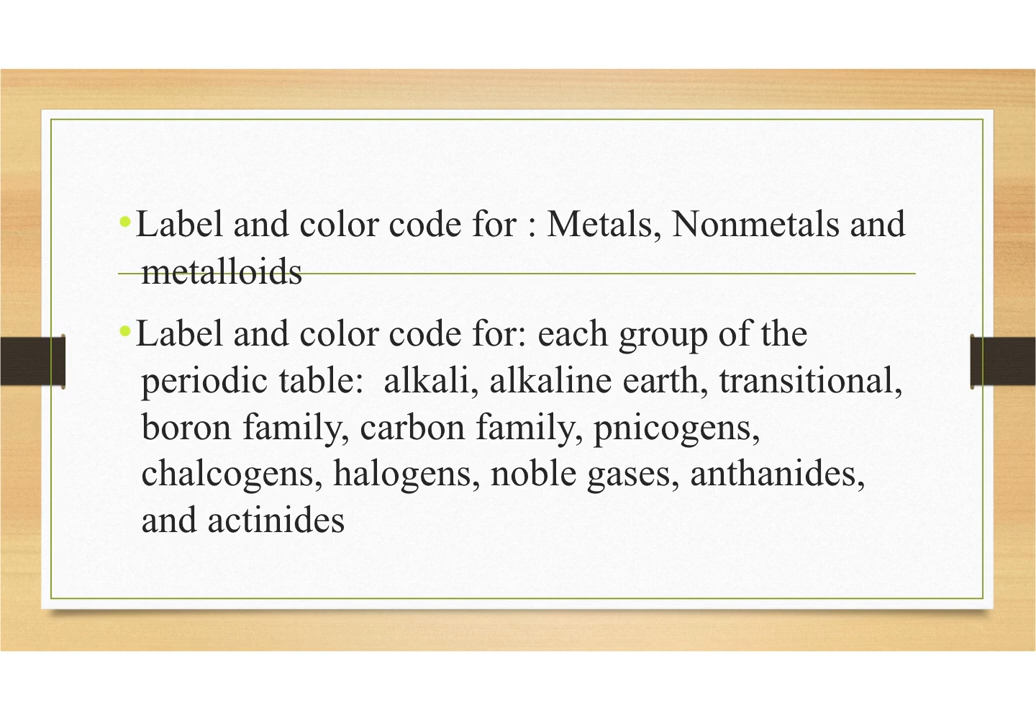 •Label and color code for : Metals, Nonmetals and
metalloids
•Label and color code for: each group of the
periodic table:  alkali, alkaline earth, transitional,
boron family, carbon family, pnicogens,
chalcogens, halogens, noble gases, anthanides,
and actinides